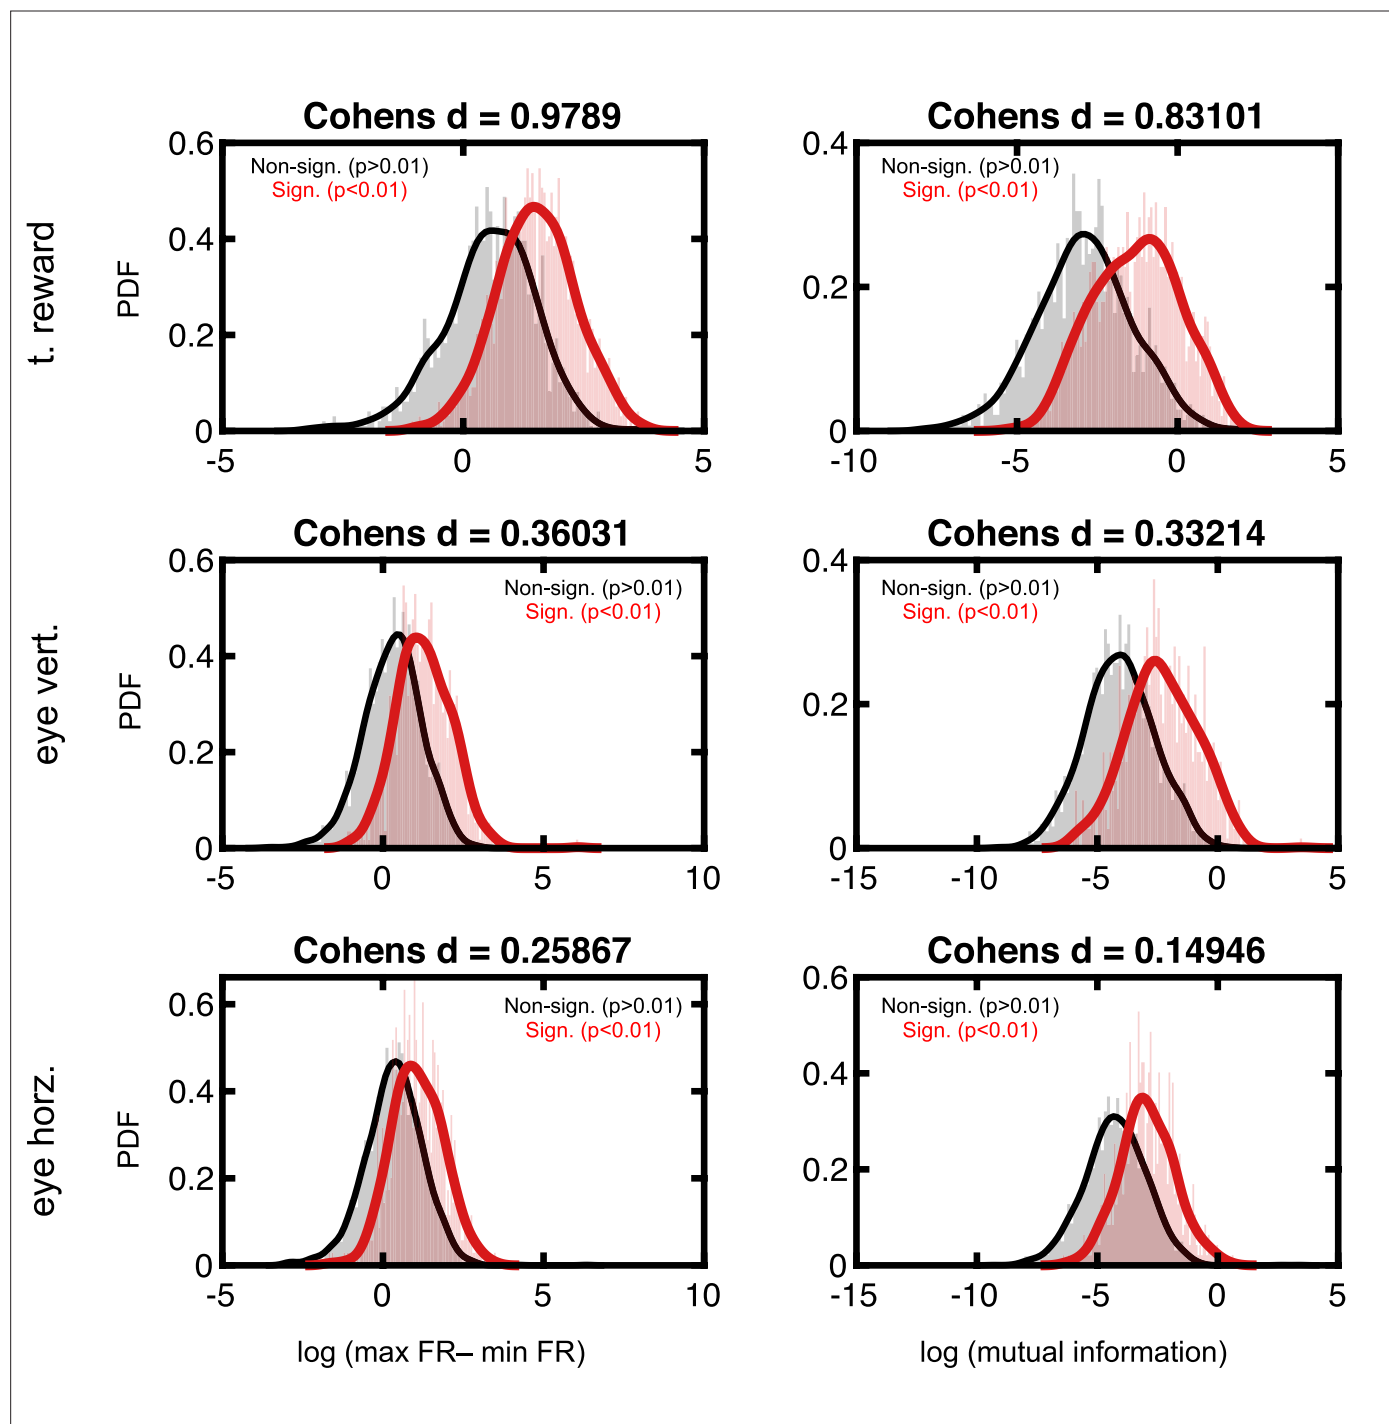 Cohens d = 0.9789
Cohens d = 0.83101
0.6
0.4
0.2
0
-5
0
5
PDF
t. reward
Non-sign. (p>0.01)
Sign. (p<0.01)
0.4
0.2
0
-10
-5
0
5
Non-sign. (p>0.01)
Sign. (p<0.01)
Cohens d = 0.36031
Cohens d = 0.33214
0.6
0.4
0.2
0
-5
0
5
10
PDF
eye vert.
Non-sign. (p>0.01)
Sign. (p<0.01)
0.4
0.2
0
-15
-10
-5
0
5
Non-sign. (p>0.01)
Sign. (p<0.01)
Cohens d = 0.25867
Cohens d = 0.14946
0.6
0.4
0.2
0
-5
0
5
10
PDF
eye horz.
Non-sign. (p>0.01)
Sign. (p<0.01)
0.6
0.4
0.2
0
-15
-10
-5
0
5
Non-sign. (p>0.01)
Sign. (p<0.01)
log (max FR– min FR)
log (mutual information)